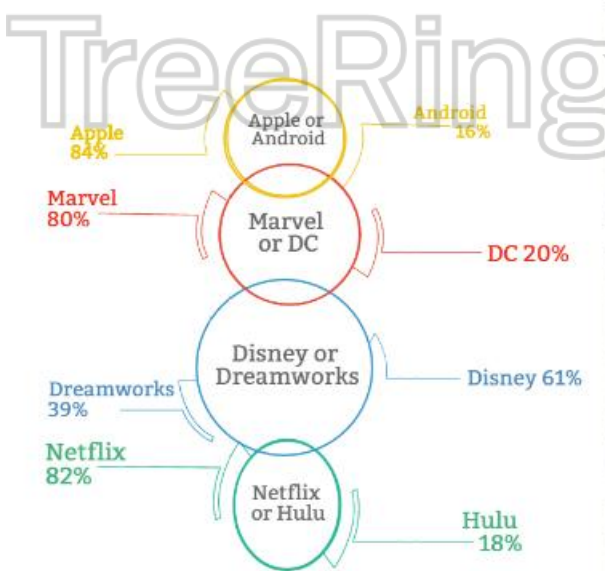 TreeRing
Apple or
Android
Apple
84%
Android
16%
Marvel
or DC
Marvel
80%
DC 20%
Disney or
Dreamworks
Dreamworks
39%
Disney 61%
Netflix
or Hulu
Netflix
82%
Hulu
18%